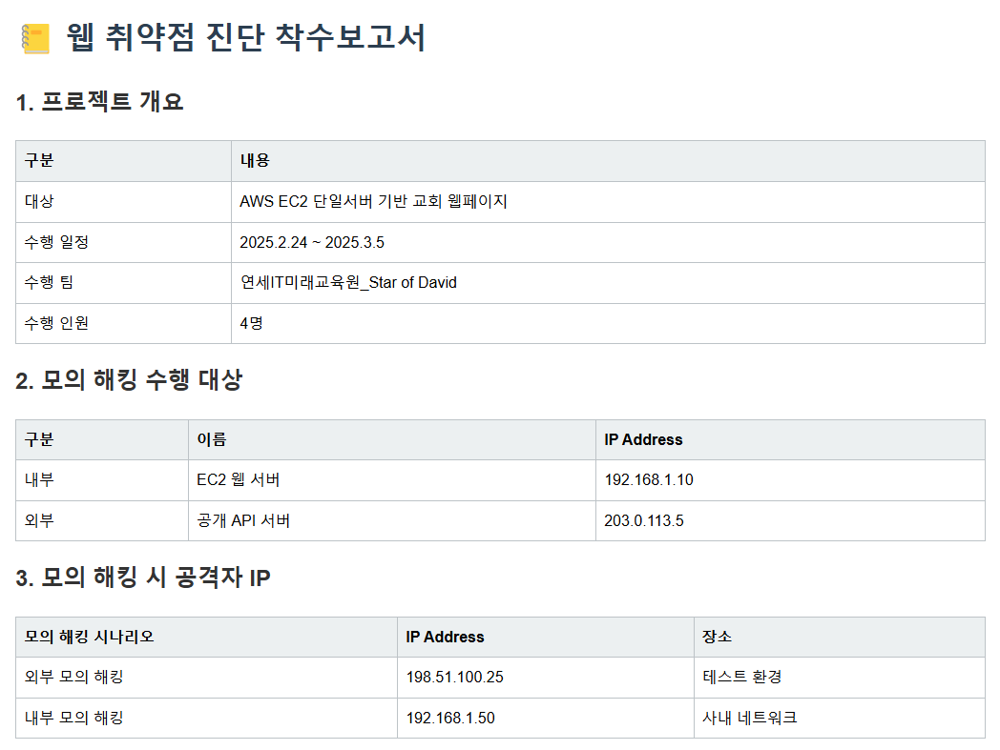 웹 취약점 진단 착수보고서
1. 프로젝트 개요
구분 내용
대상 AWS EC2 단일서버 기반 교회 웹페이지
수행 일정 2025.2.24 ~ 2025.3.5
수행 팀 연세IT미래교육원_Star of David
수행 인원 4명
2. 모의 해킹 수행 대상
구분 이름 IP Address
내부 EC2 웹 서버 192.168.1.10
외부 공개 API 서버 203.0.113.5
3. 모의 해킹 시 공격자 IP
모의 해킹 시나리오 IP Address 장소
외부 모의 해킹 198.51.100.25 테스트 환경
내부 모의 해킹 192.168.1.50 사내 네트워크